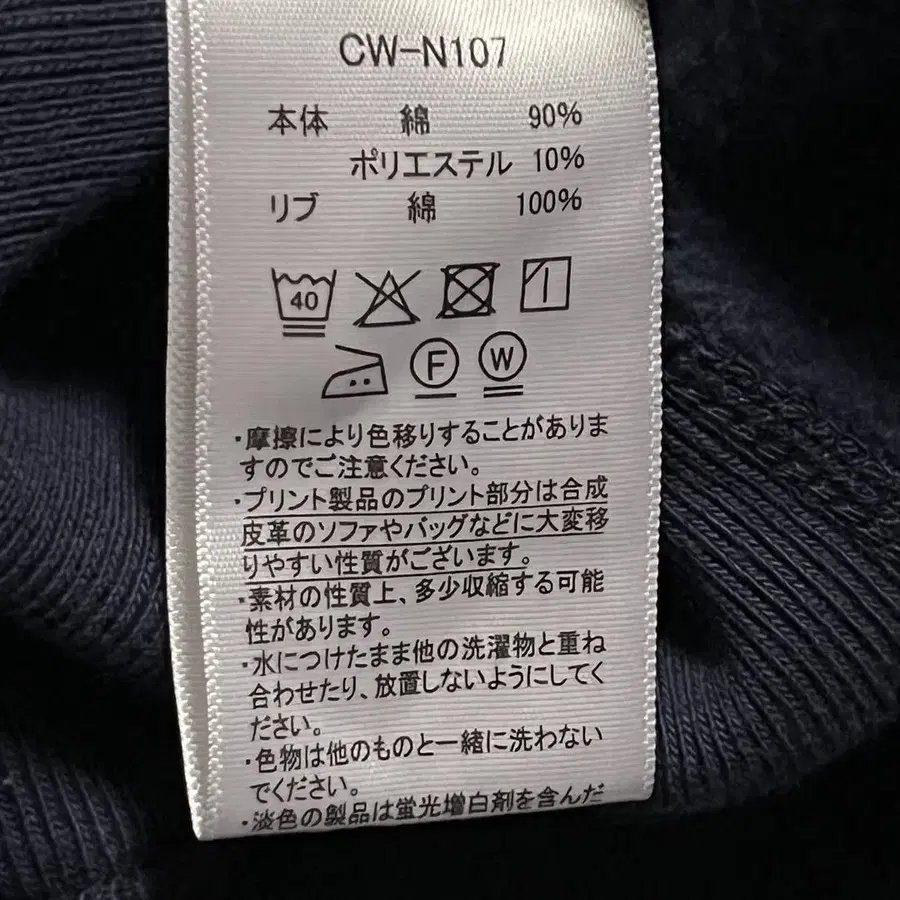 CW-N107
本体 綿 90%
ポリエステル 10%
リブ 綿 100%
40
F W
・摩擦により色移りすることがありま
すのでご注意ください。
・プリント製品のプリント部分は合成
皮革のソファやバッグなどに大変移
りやすい性質がございます。
・素材の性質上、多少収縮する可能
性があります。
・水につけたまま他の洗濯物と重ね
合わせたり、放置しないようにしてく
ださい。
・色物は他のものと一緒に洗わない
でください。
・淡色の製品は蛍光増白剤を含んだ